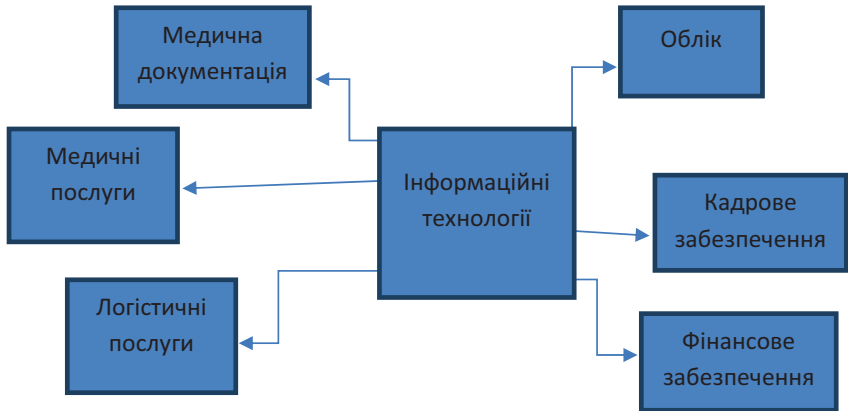 Медична
документація
Облік
Медичні
послуги
Інформаційні
технології
Кадрове
забезпечення
Логістичні
послуги
Фінансове
забезпечення